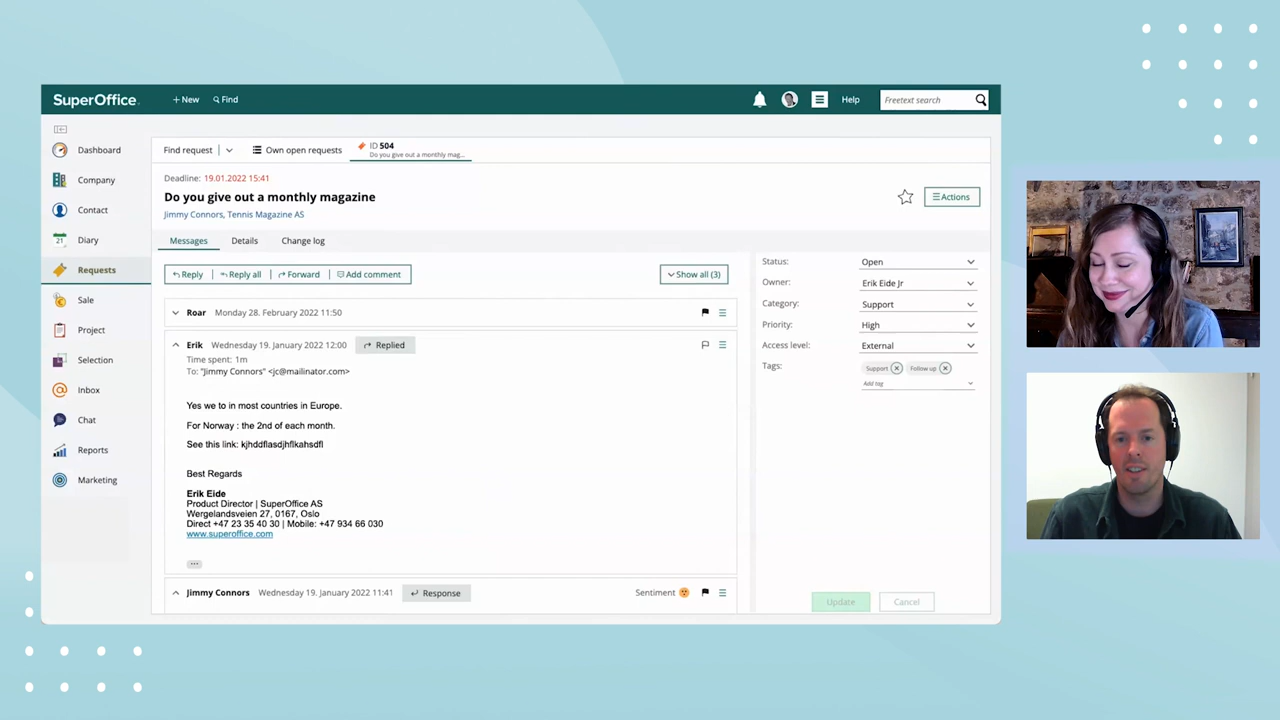 SuperOffice
+ New
Find
Help
Freetext search
Dashboard
Company
Contact
21
Diary
Requests
Sale
Project
Selection
Inbox
Chat
Reports
Marketing
Find request
Own open requests
ID 504
Do you give out a monthly mag...
Deadline: 19.01.2022 15:41
Do you give out a monthly magazine
Jimmy Connors, Tennis Magazine AS
Actions
Messages
Details
Change log
Reply
Reply all
Forward
Add comment
Show all (3)
Roar Monday 28. February 2022 11:50
Erik Wednesday 19. January 2022 12:00 Replied
Time spent: 1m
To: "Jimmy Connors" <jc@mailinator.com>
Yes we to in most countries in Europe.
For Norway : the 2nd of each month.
See this link: kjhddflasdjhflkahsdfl
Best Regards
Erik Eide
Product Director | SuperOffice AS
Wergelandsveien 27, 0167, Oslo
Direct +47 23 35 40 30 | Mobile: +47 934 66 030
www.superoffice.com
...
Jimmy Connors Wednesday 19. January 2022 11:41 Response Sentiment
Status: Open
Owner: Erik Eide Jr
Category: Support
Priority: High
Access level: External
Tags: Support Follow up
Add tag
Update
Cancel